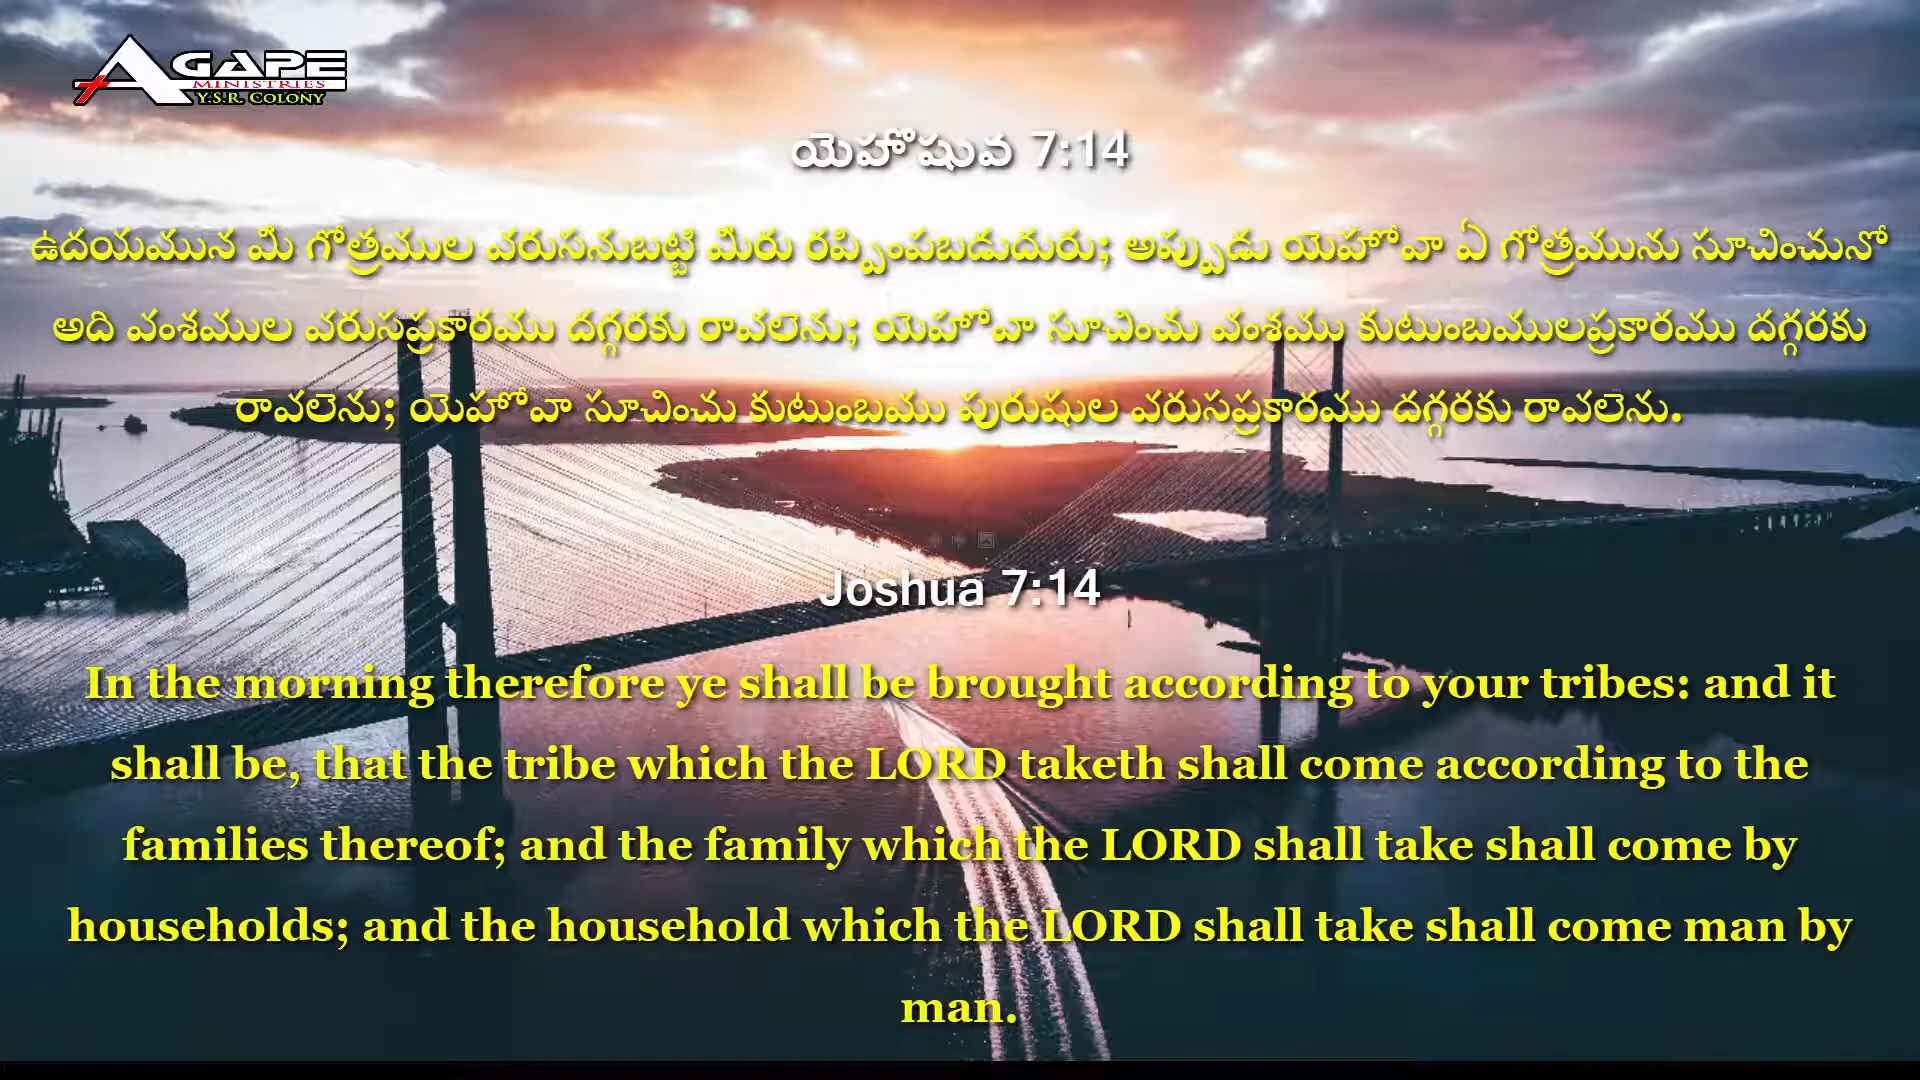 AGAPE
MINISTRIES
Y.S.R. COLONY
యెహోషువ 7:14
ఉదయమున మీ గోత్రముల వరుసనుబట్టి మీరు రప్పింపబడుదురు; అప్పుడు యెహోవా ఏ గోత్రమును సూచించునో
అది వంశముల వరుసప్రకారము దగ్గరకు రావలెను; యెహోవా సూచించు వంశము కుటుంబములప్రకారము దగ్గరకు
రావలెను; యెహోవా సూచించు కుటుంబము పురుషుల వరుసప్రకారము దగ్గరకు రావలెను.
Joshua 7:14
In the morning therefore ye shall be brought according to your tribes: and it
shall be, that the tribe which the LORD taketh shall come according to the
families thereof; and the family which the LORD shall take shall come by
households; and the household which the LORD shall take shall come man by
man.